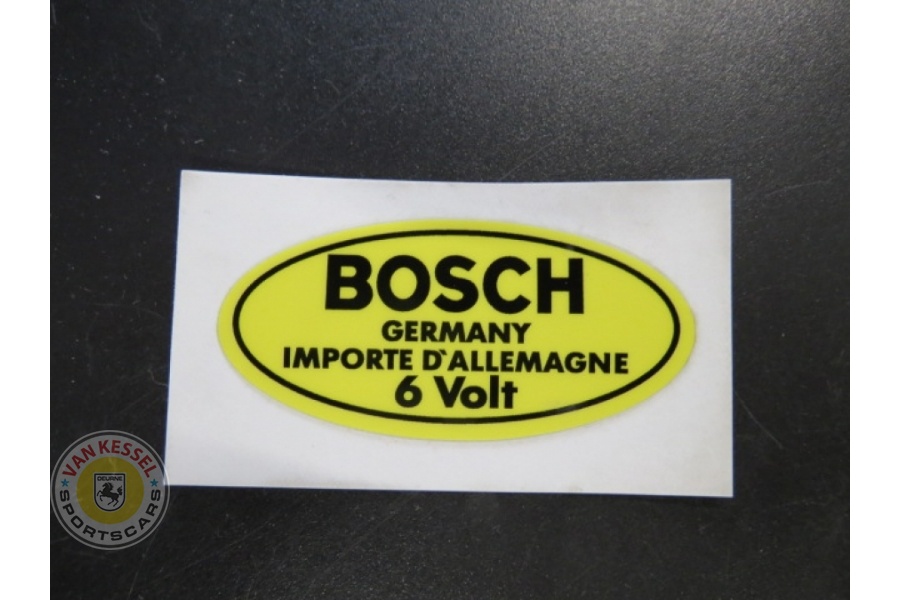 BOSCH
GERMANY
IMPORTE D`ALLEMAGNE
6 Volt
VAN KESSEL
DEURNE
SPORTSCARS